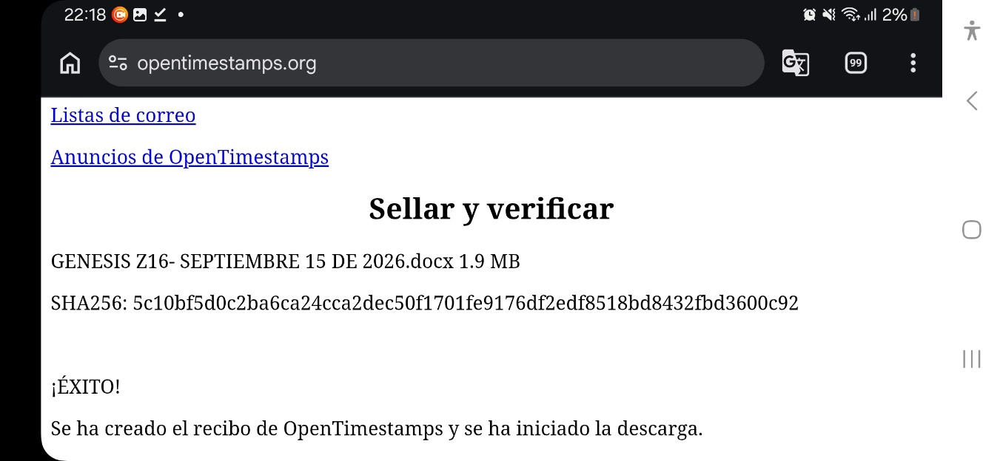 22:18
2%
opentimestamps.org
99
Listas de correo
Anuncios de OpenTimestamps
Sellar y verificar
GENESIS Z16- SEPTIEMBRE 15 DE 2026.docx 1.9 MB
SHA256: 5c10bf5d0c2ba6ca24cca2dec50f1701fe9176df2edf8518bd8432fbd3600c92
¡ÉXITO!
Se ha creado el recibo de OpenTimestamps y se ha iniciado la descarga.